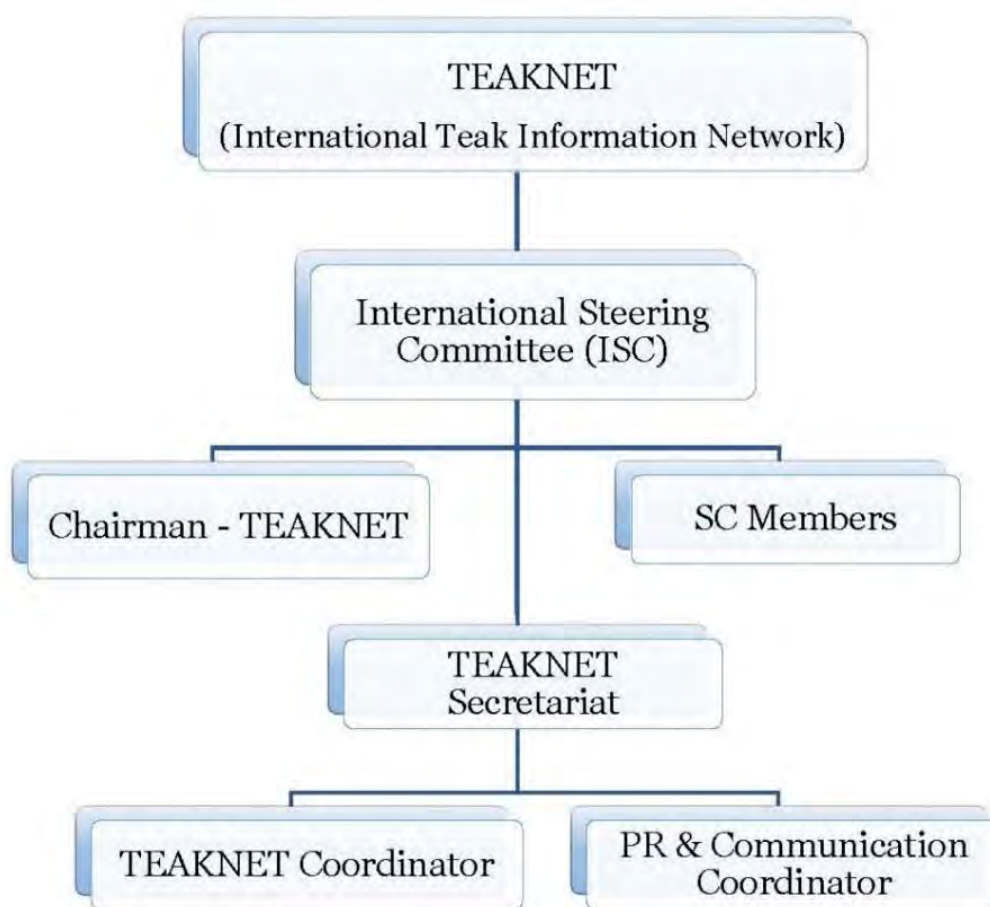 TEAKNET
(International Teak Information Network)
International Steering
Committee (ISC)
Chairman - TEAKNET
SC Members
TEAKNET
Secretariat
TEAKNET Coordinator
PR & Communication
Coordinator